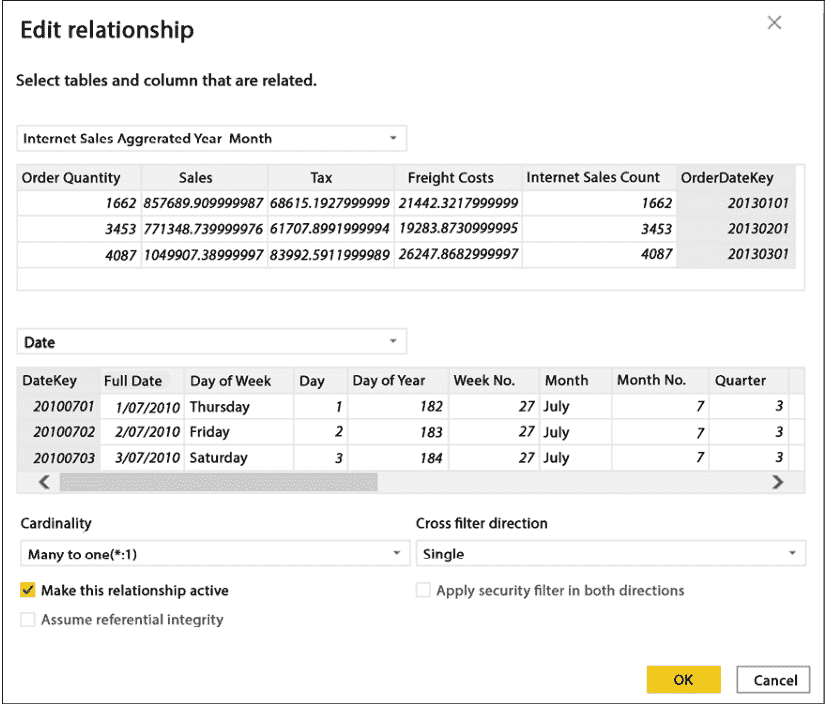 Edit relationship
Select tables and column that are related.
Internet Sales Aggrerated Year Month
Order Quantity Sales Tax Freight Costs Internet Sales Count OrderDateKey
1662 857689.909999987 68615.1927999999 21442.3217999999 1662 20130101
3453 771348.739999976 61707.8991999994 19283.8730999995 3453 20130201
4087 1049907.38999997 83992.5911999989 26247.8682999997 4087 20130301
Date
DateKey Full Date Day of Week Day Day of Year Week No. Month Month No. Quarter
20100701 1/07/2010 Thursday 1 182 27 July 7 3
20100702 2/07/2010 Friday 2 183 27 July 7 3
20100703 3/07/2010 Saturday 3 184 27 July 7 3
Cardinality Cross filter direction
Many to one(*:1) Single
Make this relationship active Apply security filter in both directions
Assume referential integrity
OK Cancel